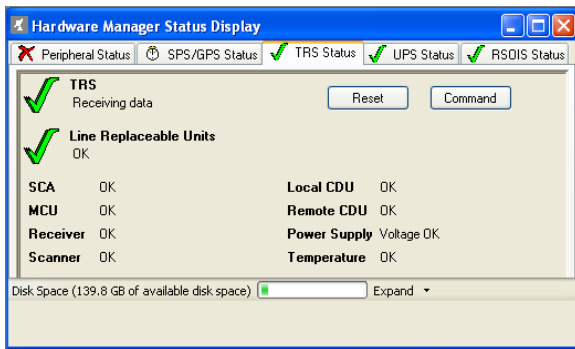 Hardware Manager Status Display
Peripheral Status SPS/GPS Status TRS Status UPS Status RSOIS Status
TRS
Receiving data
Reset Command
Line Replaceable Units
OK
SCA OK Local CDU OK
MCU OK Remote CDU OK
Receiver OK Power Supply Voltage OK
Scanner OK Temperature OK
Disk Space (139.8 GB of available disk space) Expand